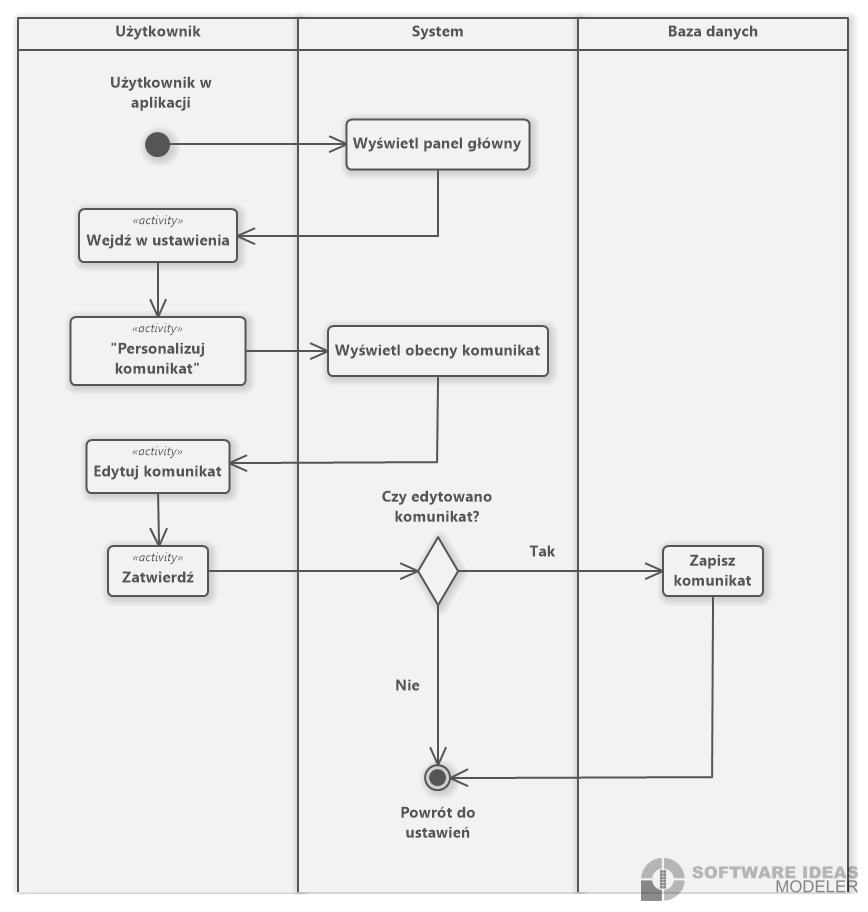 Użytkownik
System
Baza danych
Użytkownik w
aplikacji
Wyświetl panel główny
«activity»
Wejdź w ustawienia
«activity»
"Personalizuj
komunikat"
Wyświetl obecny komunikat
«activity»
Edytuj komunikat
Czy edytowano
komunikat?
«activity»
Zatwierdź
Tak
Zapisz
komunikat
Nie
Powrót do
ustawień
SOFTWARE IDEAS
MODELER